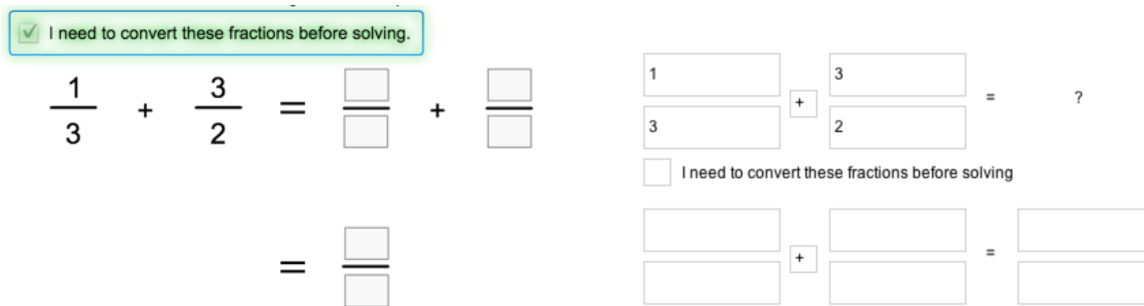 I need to convert these fractions before solving.
1 3
— + — = — + —
3 2
= —
1 3
+ = ?
3 2
I need to convert these fractions before solving
+ =